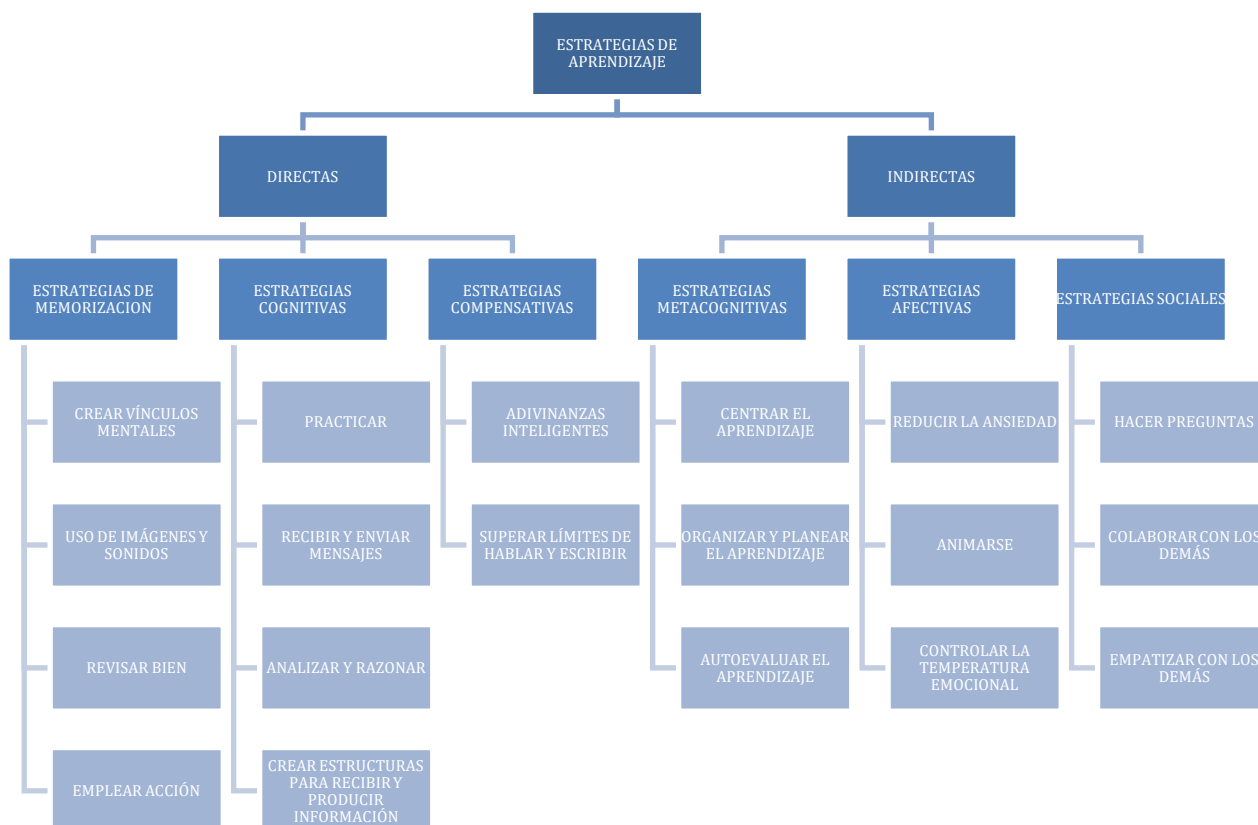 ESTRATEGIAS DE
APRENDIZAJE
DIRECTAS
INDIRECTAS
ESTRATEGIAS DE
MEMORIZACION
ESTRATEGIAS
COGNITIVAS
ESTRATEGIAS
COMPENSATIVAS
ESTRATEGIAS
METACOGNITIVAS
ESTRATEGIAS
AFECTIVAS
ESTRATEGIAS SOCIALES
CREAR VÍNCULOS
MENTALES
USO DE IMÁGENES Y
SONIDOS
REVISAR BIEN
EMPLEAR ACCIÓN
PRACTICAR
RECIBIR Y ENVIAR
MENSAJES
ANALIZAR Y RAZONAR
CREAR ESTRUCTURAS
PARA RECIBIR Y
PRODUCIR
INFORMACIÓN
ADIVINANZAS
INTELIGENTES
SUPERAR LÍMITES DE
HABLAR Y ESCRIBIR
CENTRAR EL
APRENDIZAJE
ORGANIZAR Y PLANEAR
EL APRENDIZAJE
AUTOEVALUAR EL
APRENDIZAJE
REDUCIR LA ANSIEDAD
ANIMARSE
CONTROLAR LA
TEMPERATURA
EMOCIONAL
HACER PREGUNTAS
COLABORAR CON LOS
DEMÁS
EMPATIZAR CON LOS
DEMÁS